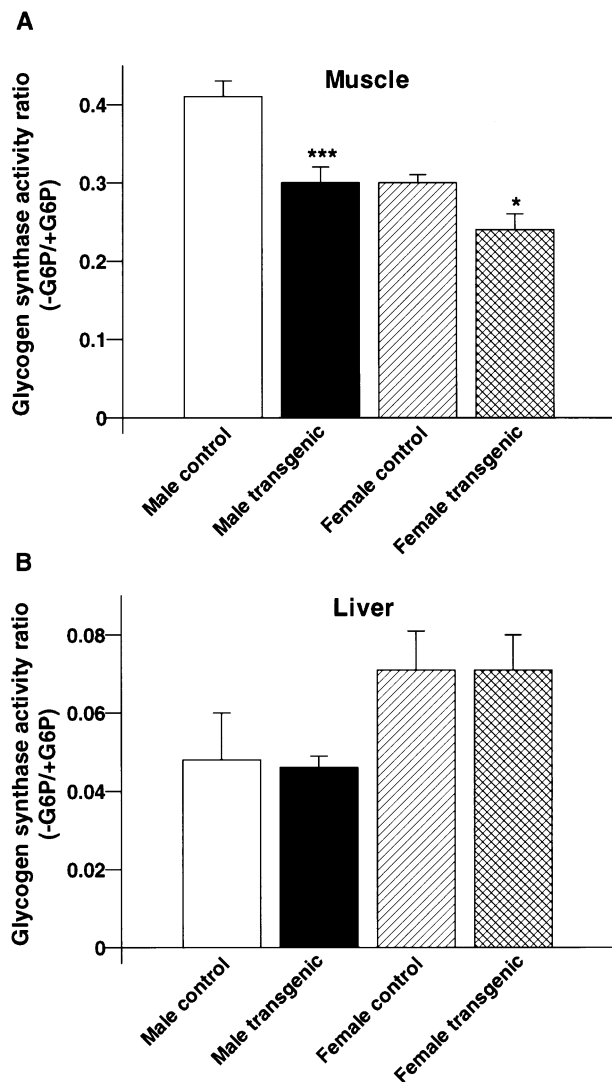 A
Muscle
Glycogen synthase activity ratio
(-G6P/+G6P)
0.4
0.3
0.2
0.1
0
***
*
Male control
Male transgenic
Female control
Female transgenic
B
Liver
Glycogen synthase activity ratio
(-G6P/+G6P)
0.08
0.06
0.04
0.02
0
Male control
Male transgenic
Female control
Female transgenic